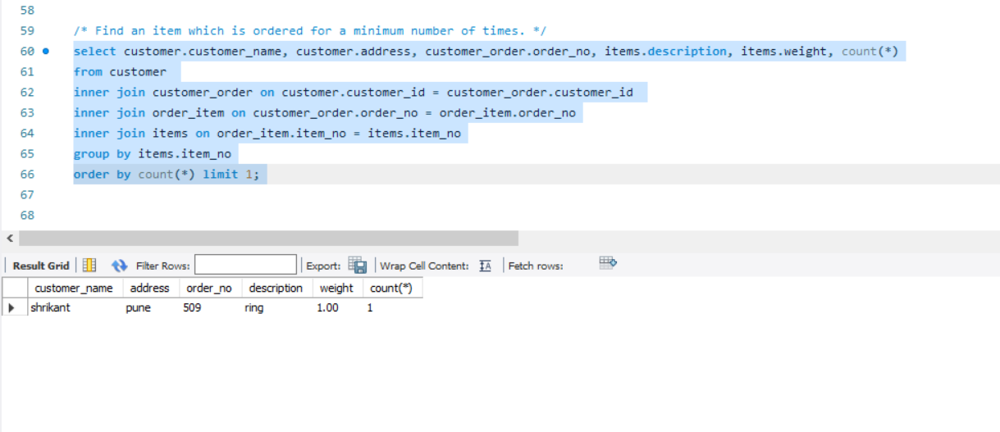 58
59 /* Find an item which is ordered for a minimum number of times. */
60 select customer.customer_name, customer.address, customer_order.order_no, items.description, items.weight, count(*)
61 from customer
62 inner join customer_order on customer.customer_id = customer_order.customer_id
63 inner join order_item on customer_order.order_no = order_item.order_no
64 inner join items on order_item.item_no = items.item_no
65 group by items.item_no
66 order by count(*) limit 1;
67
68
Result Grid Filter Rows: Export: Wrap Cell Content: Fetch rows:
customer_name address order_no description weight count(*)
shrikant pune 509 ring 1.00 1